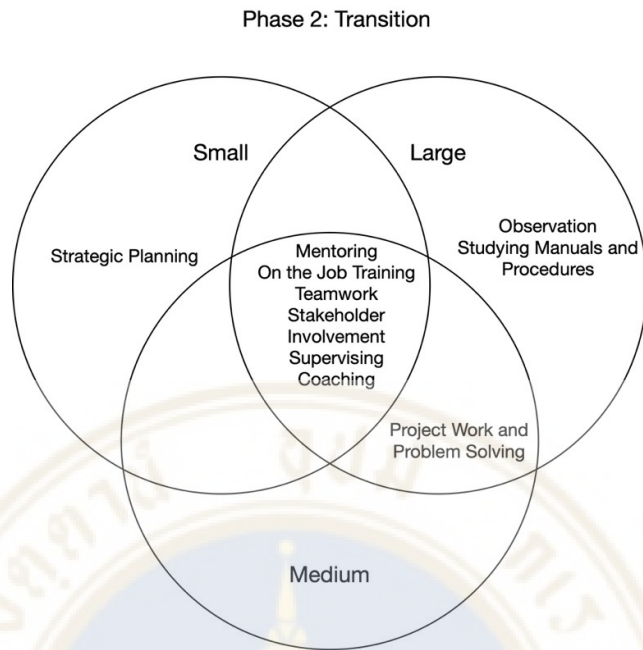 Phase 2: Transition
Small
Large
Strategic Planning
Mentoring
On the Job Training
Teamwork
Stakeholder
Involvement
Supervising
Coaching
Observation
Studying Manuals and
Procedures
Project Work and
Problem Solving
Medium